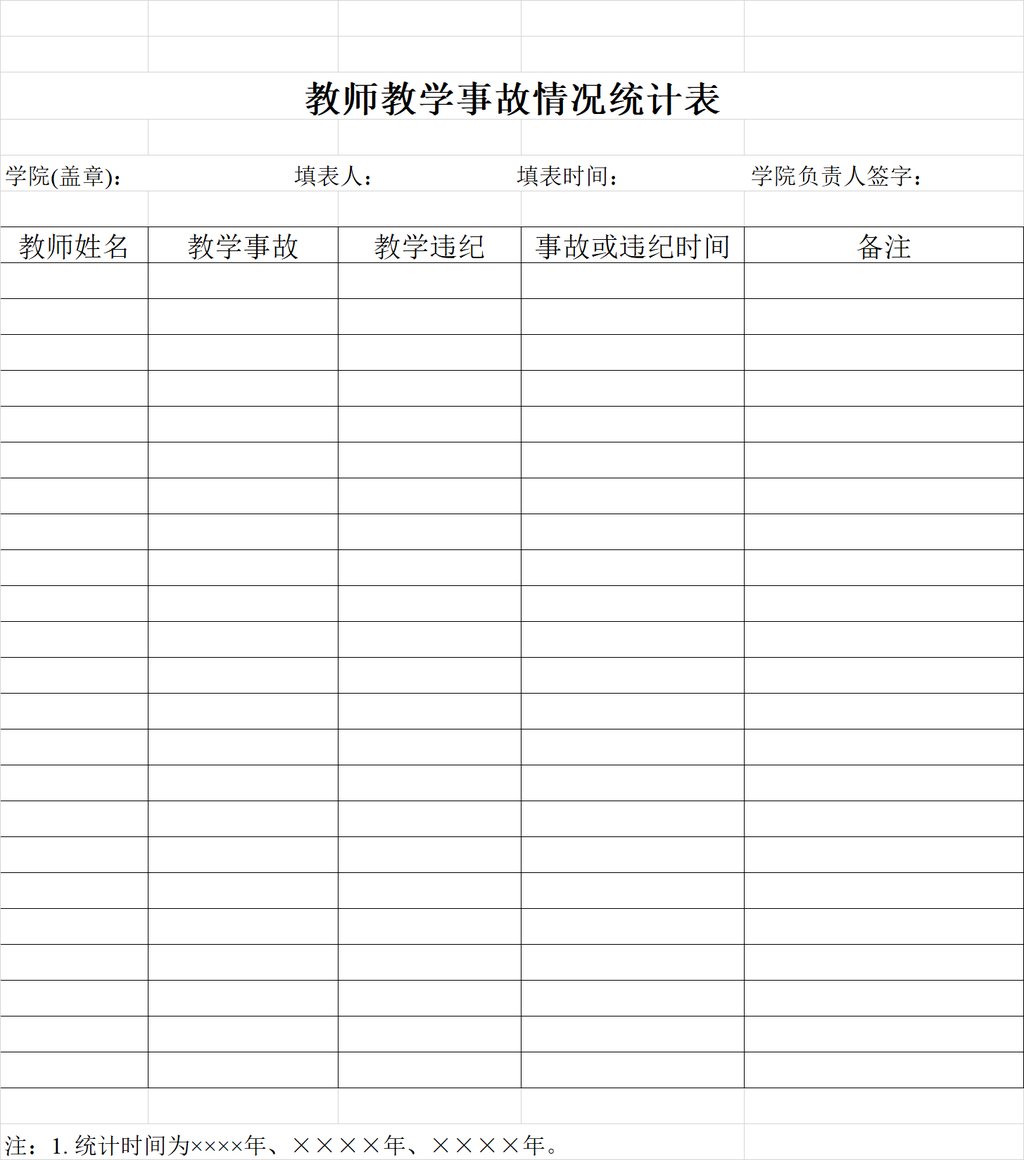 教师教学事故情况统计表
学院(盖章): 填表人: 填表时间: 学院负责人签字:
教师姓名 教学事故 教学违纪 事故或违纪时间 备注
注：1. 统计时间为××××年、××××年、××××年。